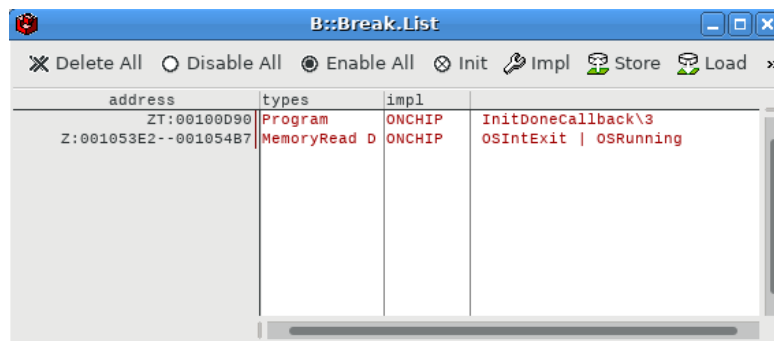 B::Break.List
Delete All Disable All Enable All Init Impl Store Load »
address types impl
ZT:00100D90 Program ONCHIP InitDoneCallback\3
Z:001053E2--001054B7 MemoryRead D ONCHIP OSIntExit | OSRunning